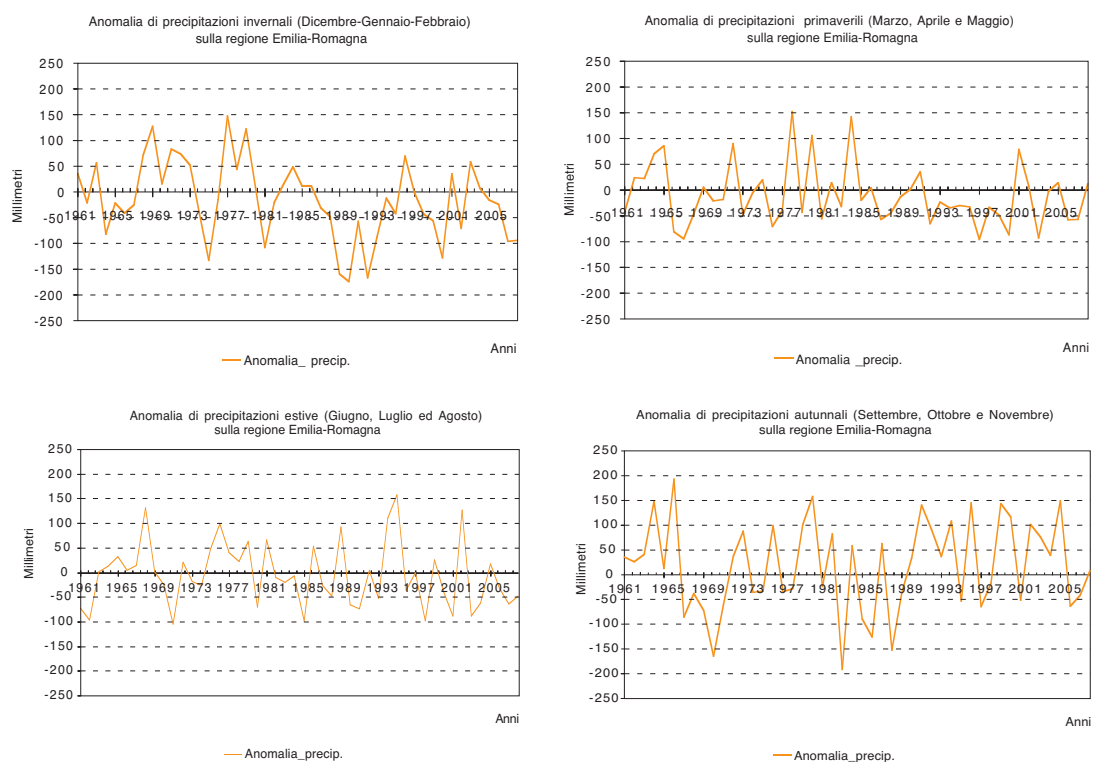 Anomalia di precipitazioni invernali (Dicembre-Gennaio-Febbraio)
sulla regione Emilia-Romagna
250
200
150
100
50
0
-50
-100
-150
-200
-250
Millimetri
1961 1965 1969 1973 1977 1981 1985 1989 1993 1997 2001 2005
Anni
Anomalia_ precip.
Anomalia di precipitazioni primaverili (Marzo, Aprile e Maggio)
sulla regione Emilia-Romagna
250
200
150
100
50
0
-50
-100
-150
-200
-250
Millimetri
1961 1965 1969 1973 1977 1981 1985 1989 1993 1997 2001 2005
Anni
Anomalia _precip.
Anomalia di precipitazioni estive (Giugno, Luglio ed Agosto)
sulla regione Emilia-Romagna
250
200
150
100
50
0
-50
-100
-150
-200
-250
Millimetri
1961 1965 1969 1973 1977 1981 1985 1989 1993 1997 2001 2005
Anni
Anomalia_precip.
Anomalia di precipitazioni autunnali (Settembre, Ottobre e Novembre)
sulla regione Emilia-Romagna
250
200
150
100
50
0
-50
-100
-150
-200
-250
Millimetri
1961 1965 1969 1973 1977 1981 1985 1989 1993 1997 2001 2005
Anni
Anomalia_precip.